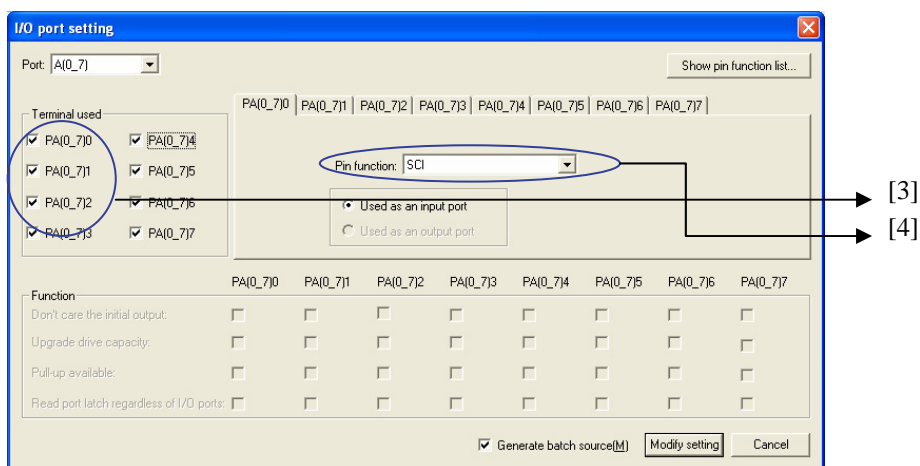 I/O port setting
Port: A(0_7)
Show pin function list...
Terminal used
PA(0_7)0 PA(0_7)4
PA(0_7)1 PA(0_7)5
PA(0_7)2 PA(0_7)6
PA(0_7)3 PA(0_7)7
PA(0_7)0 PA(0_7)1 PA(0_7)2 PA(0_7)3 PA(0_7)4 PA(0_7)5 PA(0_7)6 PA(0_7)7
Pin function: SCI
Used as an input port
Used as an output port
[3]
[4]
PA(0_7)0 PA(0_7)1 PA(0_7)2 PA(0_7)3 PA(0_7)4 PA(0_7)5 PA(0_7)6 PA(0_7)7
Function
Don't care the initial output:
Upgrade drive capacity:
Pull-up available:
Read port latch regardless of I/O ports:
Generate batch source(M) Modify setting Cancel